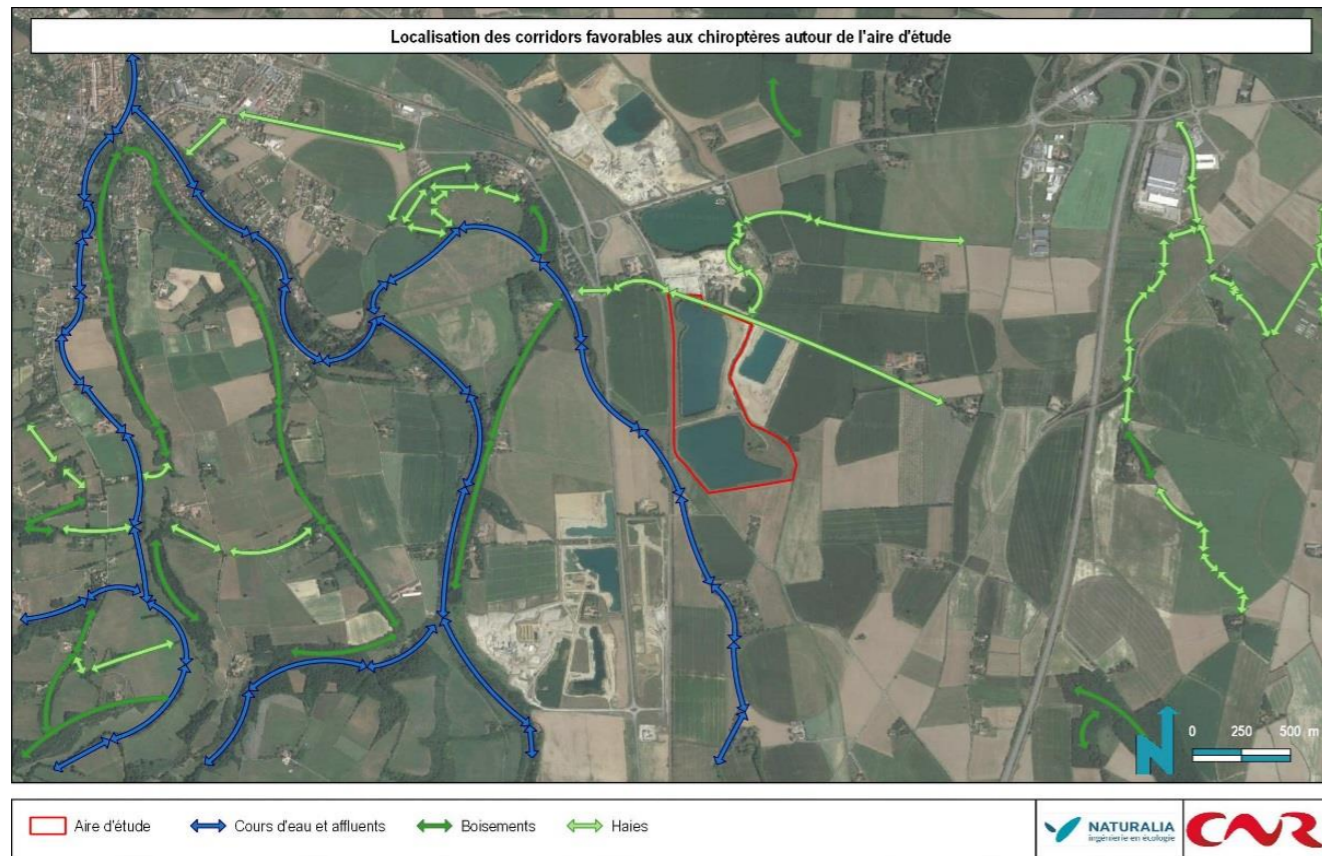 Localisation des corridors favorables aux chiroptères autour de l'aire d'étude
N
0 250 500 m
Aire d'étude Cours d'eau et affluents Boisements Haies
NATURALIA
ingénierie en écologie
CNR